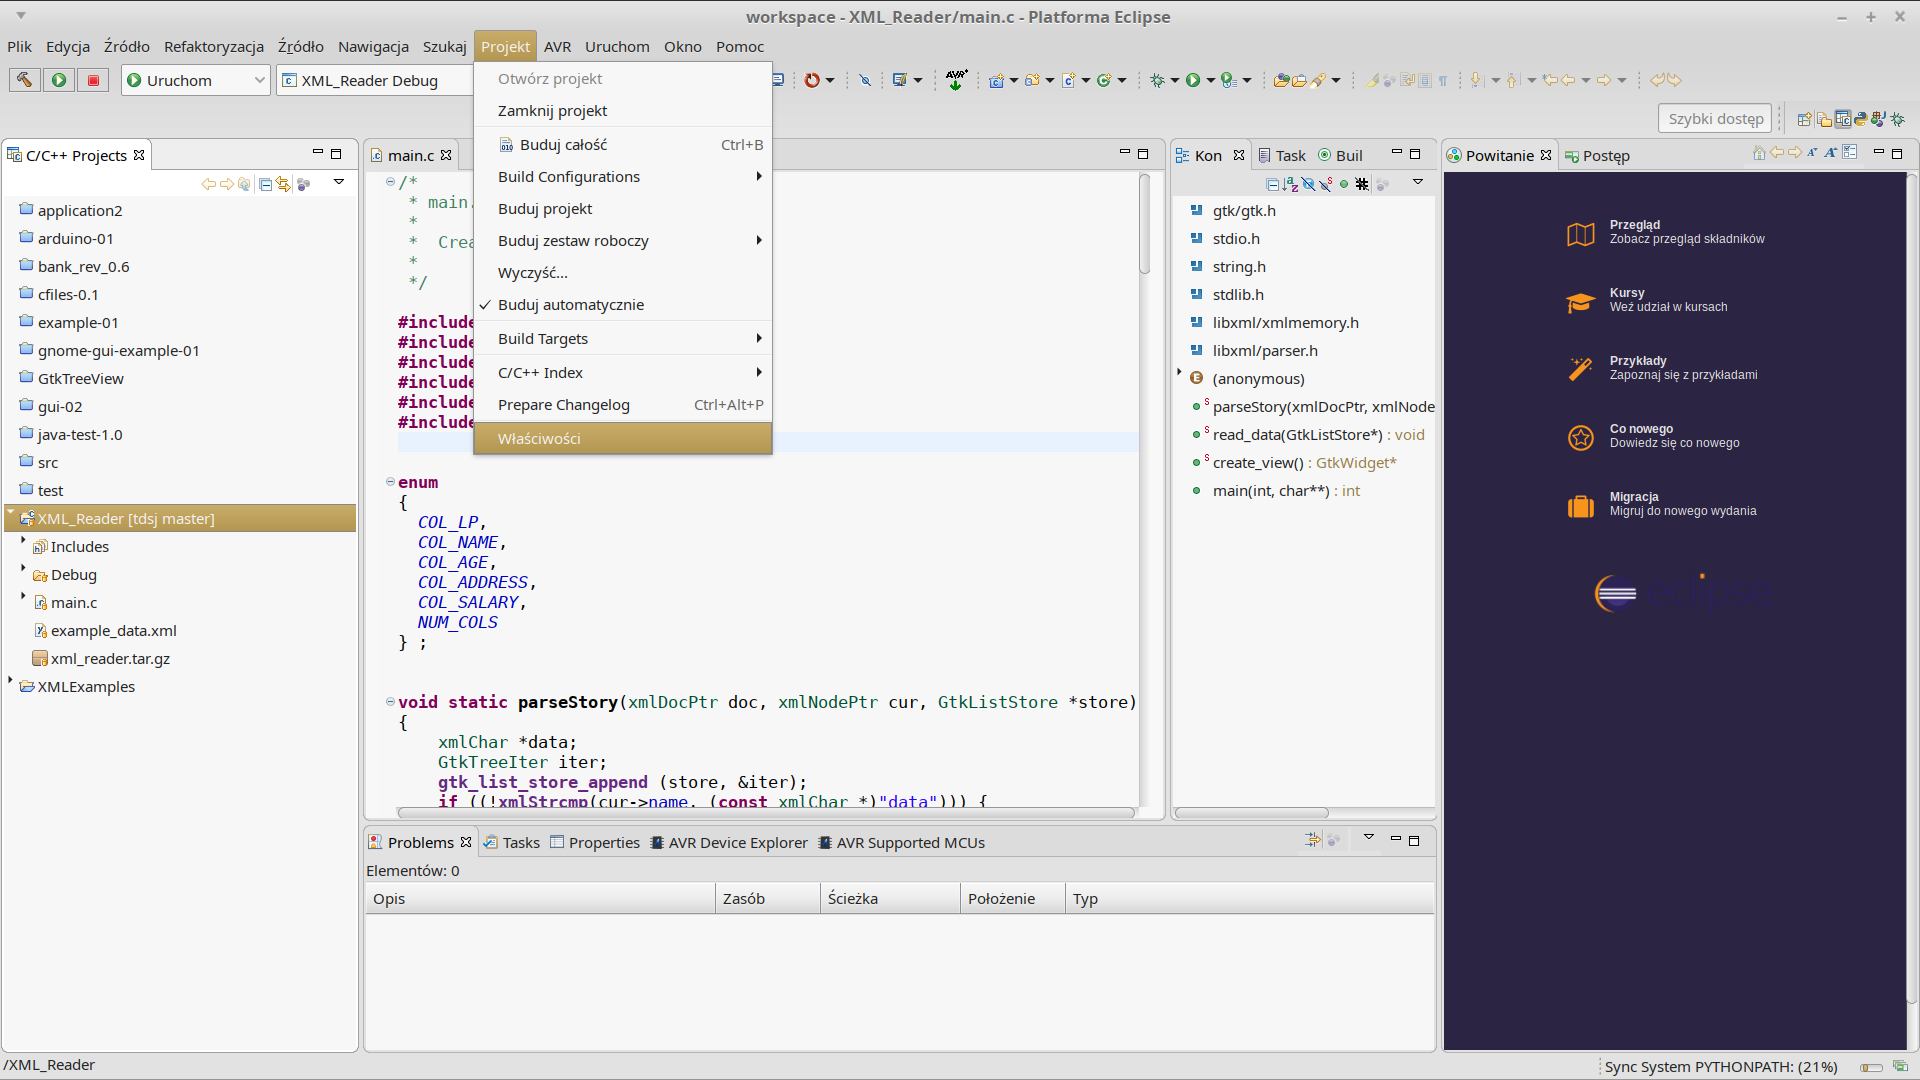 workspace - XML_Reader/main.c - Platforma Eclipse
Plik Edycja Źródło Refaktoryzacja Źródło Nawigacja Szukaj Projekt AVR Uruchom Okno Pomoc
Uruchom XML_Reader Debug
Szybki dostęp
Otwórz projekt
Zamknij projekt
Buduj całość Ctrl+B
Build Configurations
Buduj projekt
Buduj zestaw roboczy
Wyczyść...
Buduj automatycznie
Build Targets
C/C++ Index
Prepare Changelog Ctrl+Alt+P
Właściwości
C/C++ Projects
application2
arduino-01
bank_rev_0.6
cfiles-0.1
example-01
gnome-gui-example-01
GtkTreeView
gui-02
java-test-1.0
src
test
XML_Reader [tdsj master]
Includes
Debug
main.c
example_data.xml
xml_reader.tar.gz
XMLExamples
main.c
/*
* main.
*
* Crea
*
*/
#include
#include
#include
#include
#include
#include
enum
{
COL_LP,
COL_NAME,
COL_AGE,
COL_ADDRESS,
COL_SALARY,
NUM_COLS
} ;
void static parseStory(xmlDocPtr doc, xmlNodePtr cur, GtkListStore *store)
{
xmlChar *data;
GtkTreeIter iter;
gtk_list_store_append (store, &iter);
if ((!xmlStrcmp(cur->name, (const xmlChar *)"data"))) {
Kon Task Buil
gtk/gtk.h
stdio.h
string.h
stdlib.h
libxml/xmlmemory.h
libxml/parser.h
(anonymous)
parseStory(xmlDocPtr, xmlNode
read_data(GtkListStore*) : void
create_view() : GtkWidget*
main(int, char**) : int
Powitanie Postęp
Przegląd
Zobacz przegląd składników
Kursy
Weź udział w kursach
Przykłady
Zapoznaj się z przykładami
Co nowego
Dowiedz się co nowego
Migracja
Migruj do nowego wydania
eclipse
Problems Tasks Properties AVR Device Explorer AVR Supported MCUs
Elementów: 0
Opis Zasób Ścieżka Położenie Typ
/XML_Reader
Sync System PYTHONPATH: (21%)